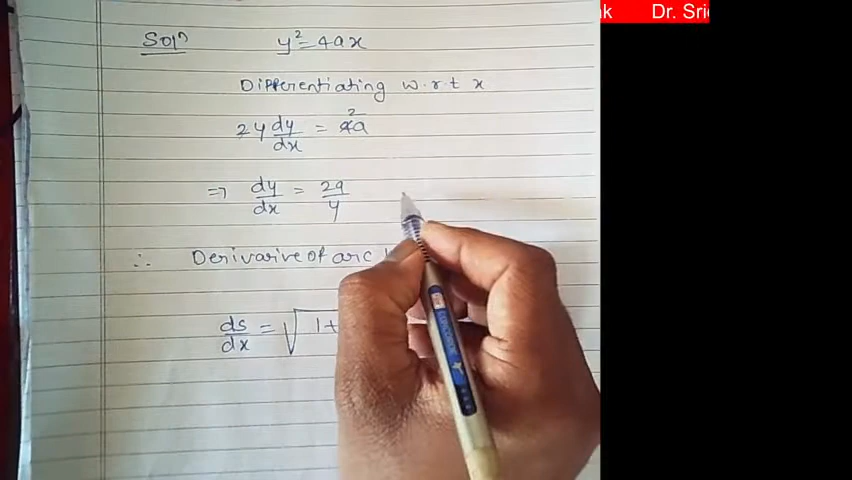 k Dr. Sri
Solⁿ y² = 4ax
Differentiating w.r.t x
2y dy/dx = 4a 2
=> dy/dx = 2a/y
∴ Derivative of arc
ds/dx = √1+